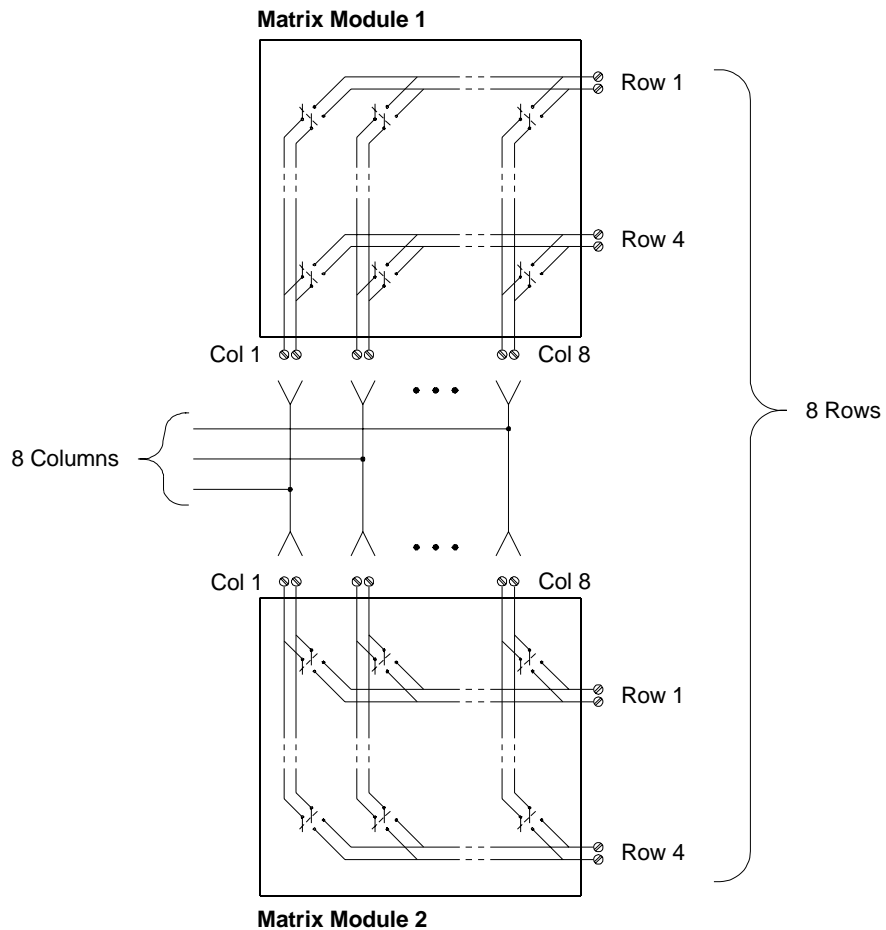 Matrix Module 1
Row 1
Row 4
Col 1
Col 8
8 Rows
8 Columns
Col 1
Col 8
Row 1
Row 4
Matrix Module 2